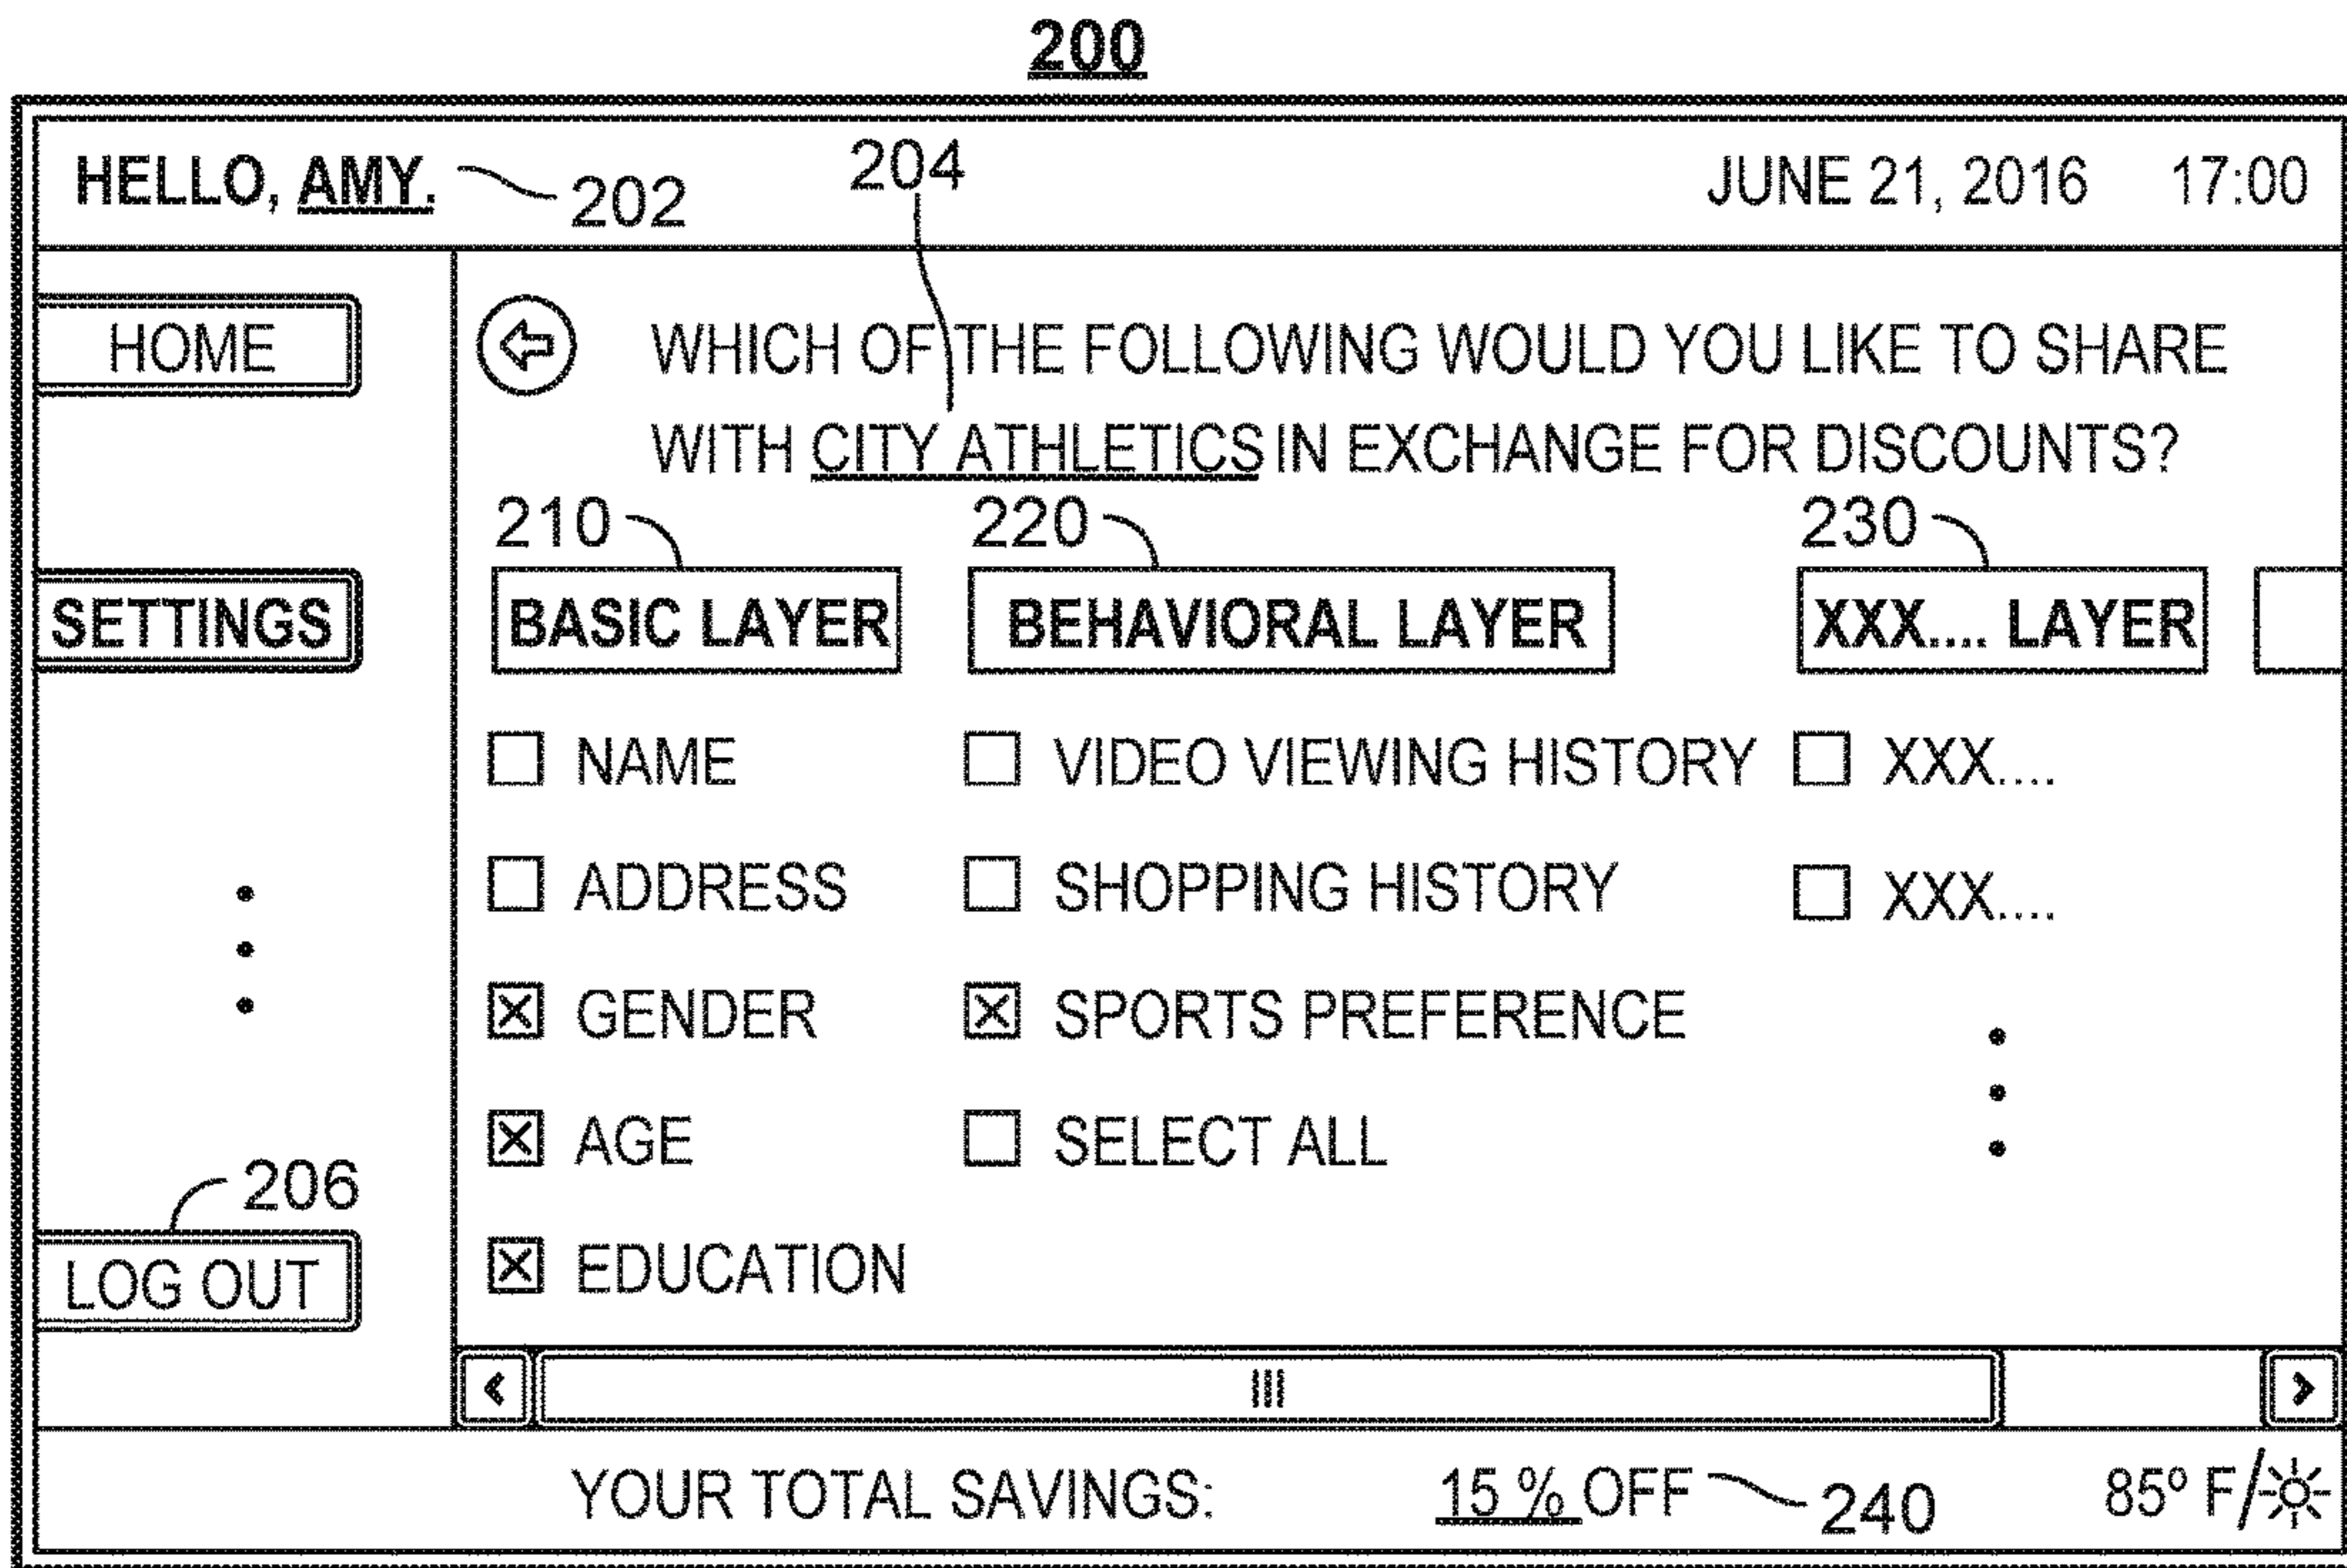 200
HELLO, AMY. 202 204 JUNE 21, 2016 17:00
HOME
WHICH OF THE FOLLOWING WOULD YOU LIKE TO SHARE
WITH CITY ATHLETICS IN EXCHANGE FOR DISCOUNTS?
210 220 230
SETTINGS
BASIC LAYER BEHAVIORAL LAYER XXX.... LAYER
NAME VIDEO VIEWING HISTORY XXX....
ADDRESS SHOPPING HISTORY XXX....
GENDER SPORTS PREFERENCE
AGE SELECT ALL
206
LOG OUT
EDUCATION
YOUR TOTAL SAVINGS: 15 % OFF 240 85º F/